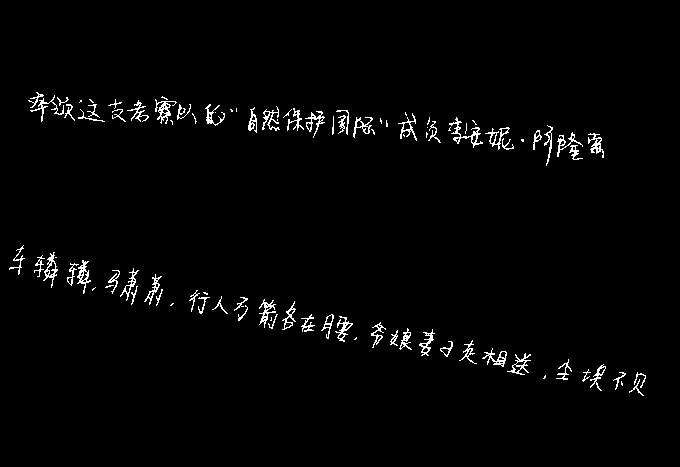 率领这支考察队的“自然保护国际”成员李安妮·阿隆索
车辚辚,马萧萧,行人弓箭各在腰,爷娘妻子夹相送,尘埃不见